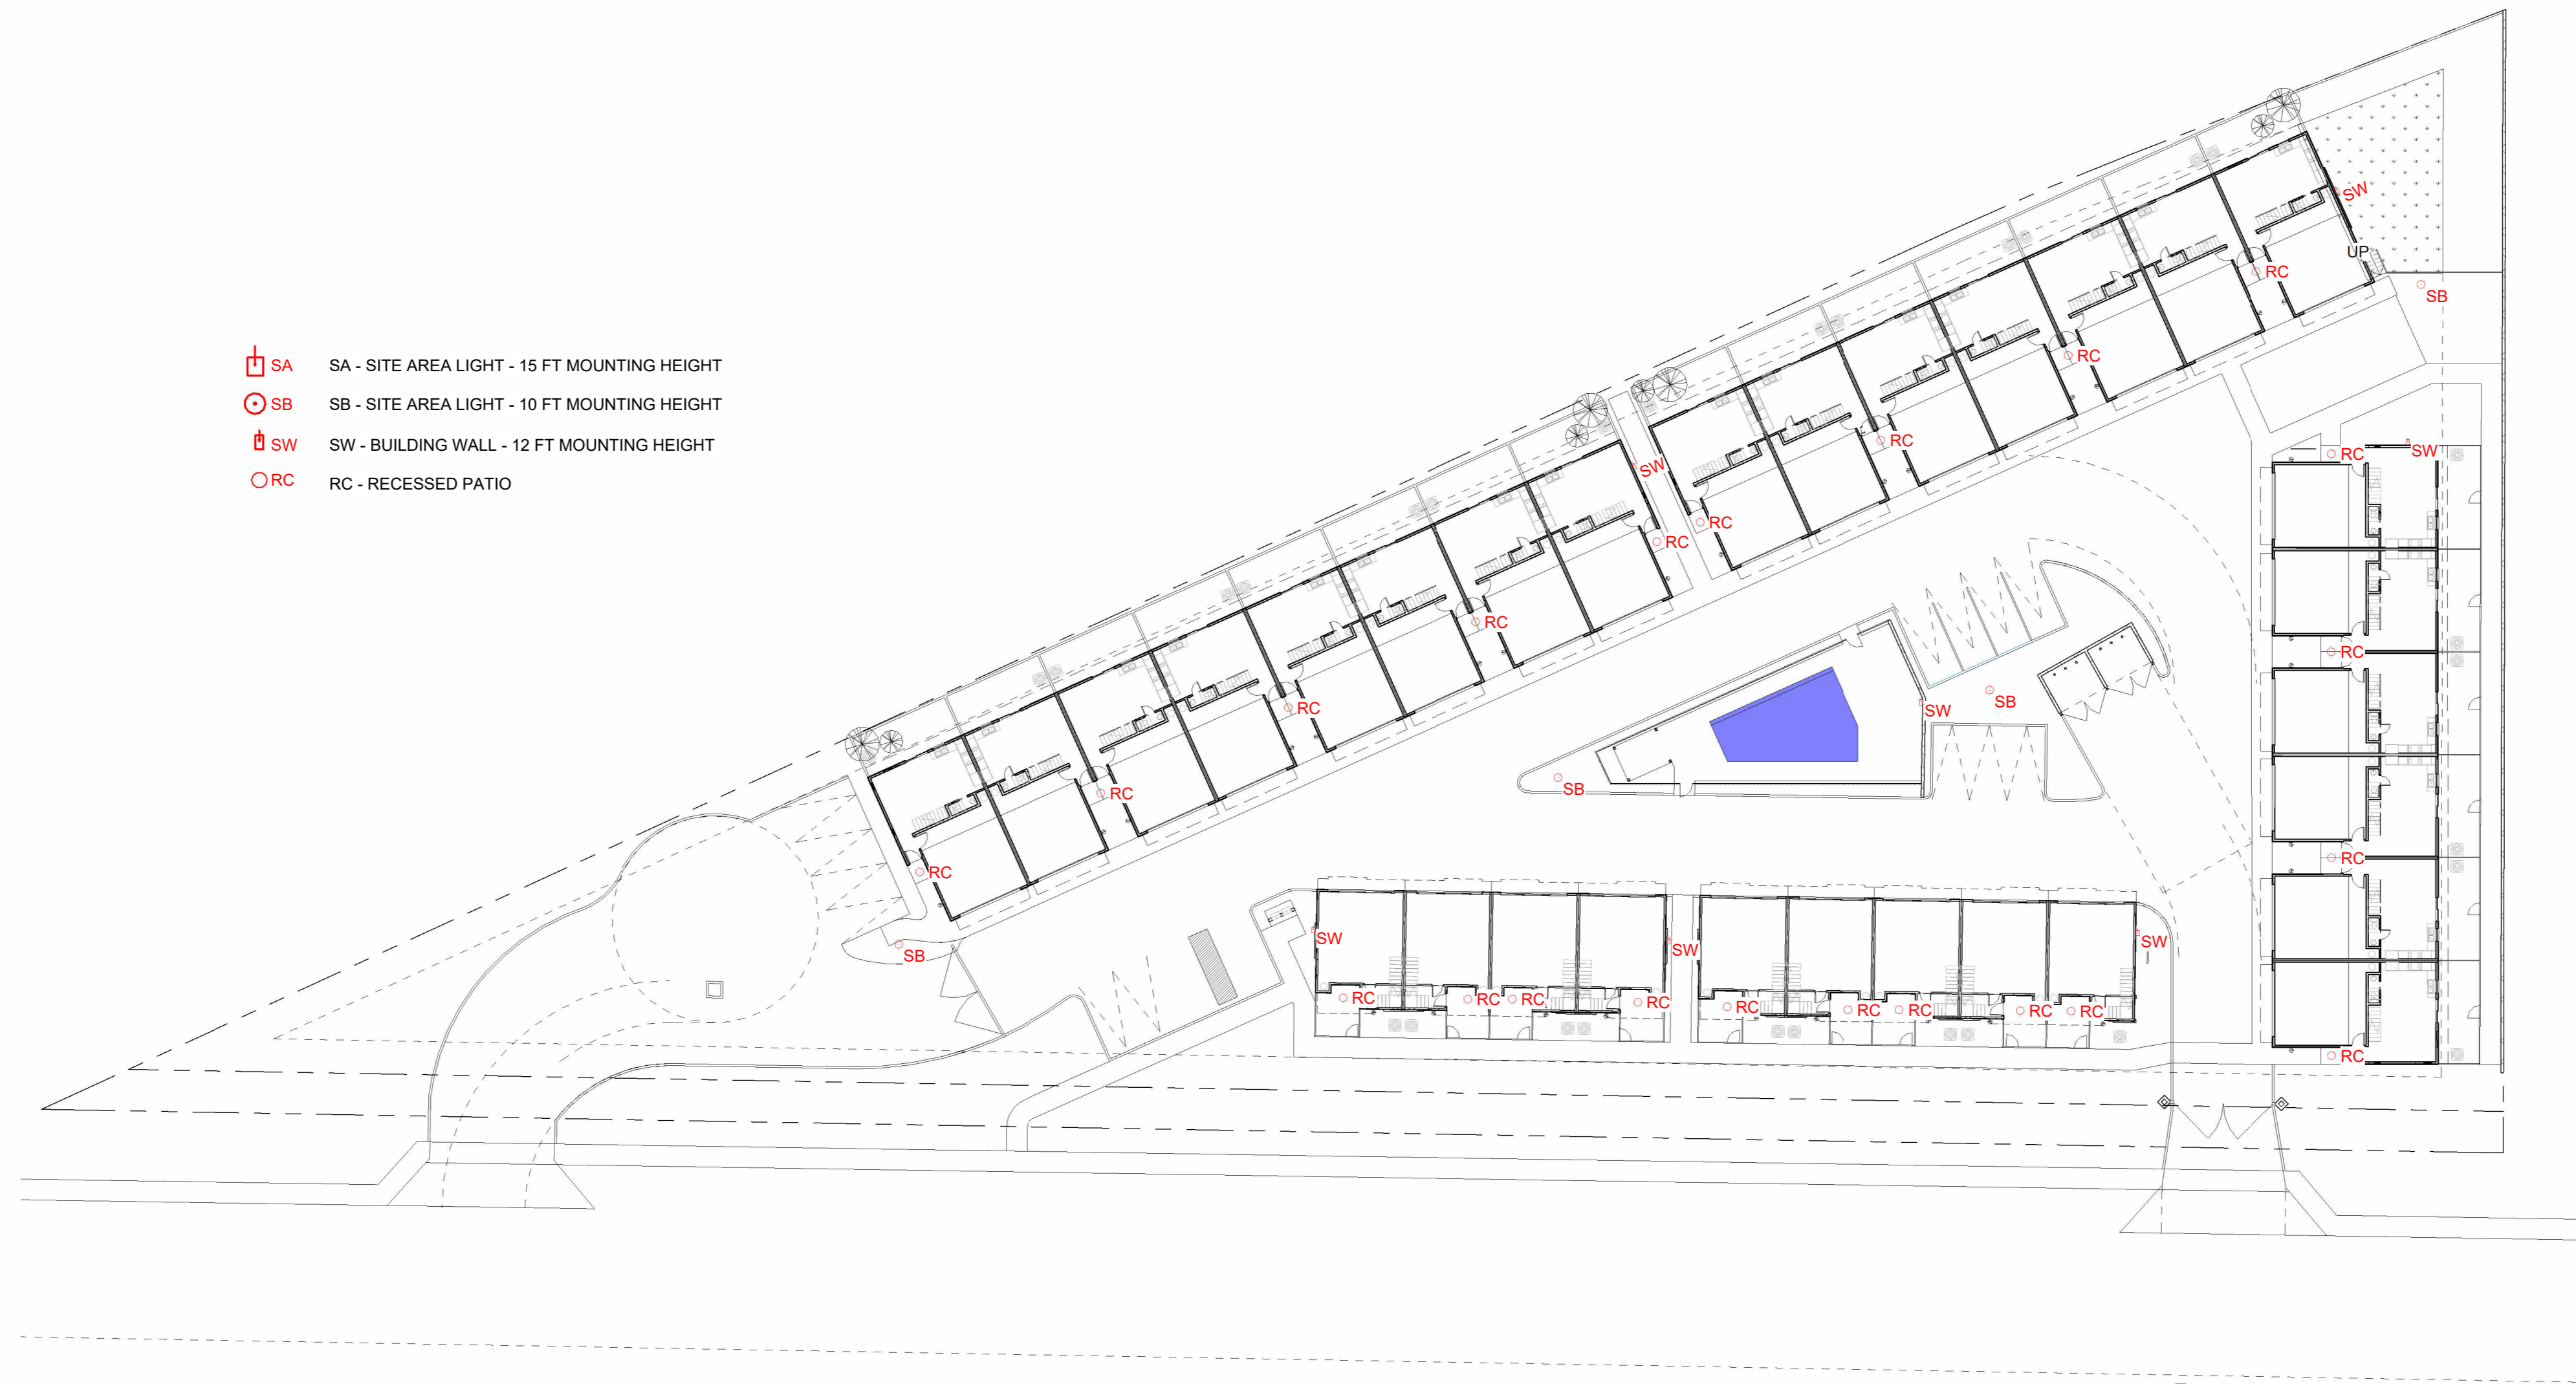 SW
UP
RC
SB
RC
SA SA - SITE AREA LIGHT - 15 FT MOUNTING HEIGHT
SB SB - SITE AREA LIGHT - 10 FT MOUNTING HEIGHT
SW SW - BUILDING WALL - 12 FT MOUNTING HEIGHT
RC RC - RECESSED PATIO
RC
RC
SW
SW
RC
RC
RC
RC
RC
SB
SW
RC
SB
RC
RC
RC
SW
SW
SW
SB
RC
RC
RC
RC
RC
RC
RC
RC
RC
RC